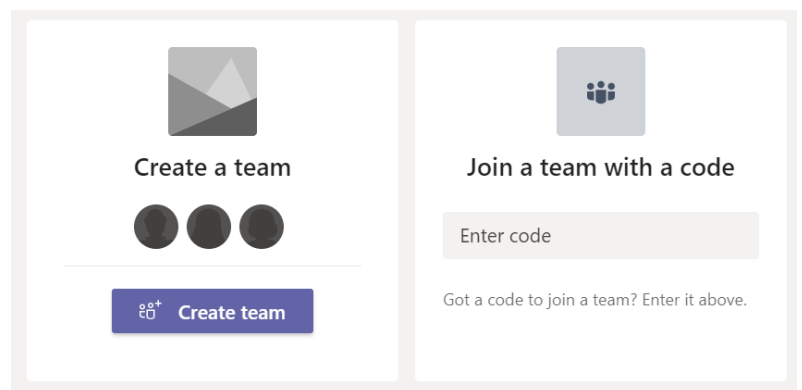 Create a team
Create team
Join a team with a code
Enter code
Got a code to join a team? Enter it above.